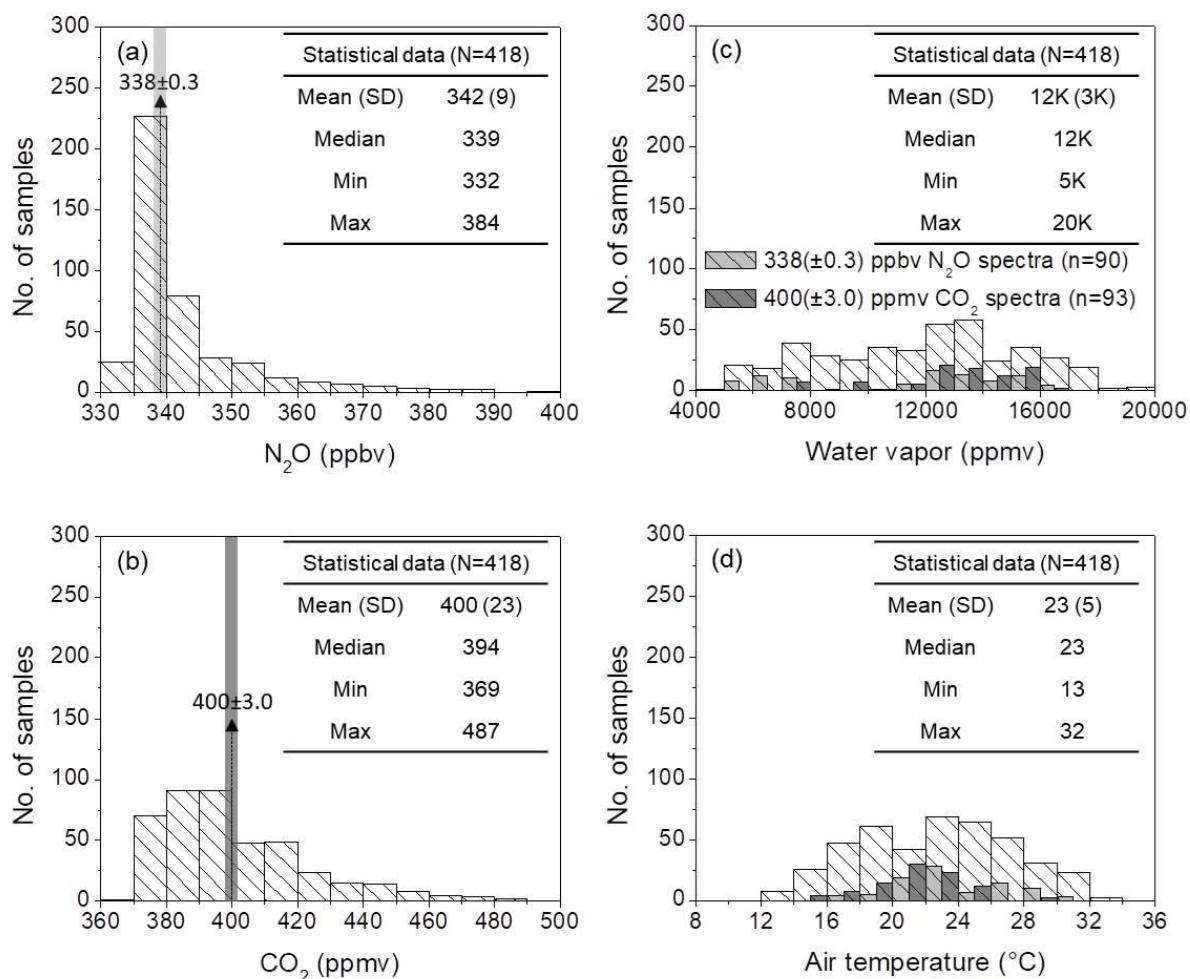 (a)
338±0.3
Statistical data (N=418)
Mean (SD) 342 (9)
Median 339
Min 332
Max 384
300
250
200
150
100
50
0
No. of samples
330 340 350 360 370 380 390 400
N₂O (ppbv)
(c)
Statistical data (N=418)
Mean (SD) 12K (3K)
Median 12K
Min 5K
Max 20K
338(±0.3) ppbv N₂O spectra (n=90)
400(±3.0) ppmv CO₂ spectra (n=93)
300
250
200
150
100
50
0
No. of samples
4000 8000 12000 16000 20000
Water vapor (ppmv)
(b)
400±3.0
Statistical data (N=418)
Mean (SD) 400 (23)
Median 394
Min 369
Max 487
300
250
200
150
100
50
0
No. of samples
360 380 400 420 440 460 480 500
CO₂ (ppmv)
(d)
Statistical data (N=418)
Mean (SD) 23 (5)
Median 23
Min 13
Max 32
300
250
200
150
100
50
0
No. of samples
8 12 16 20 24 28 32 36
Air temperature (°C)